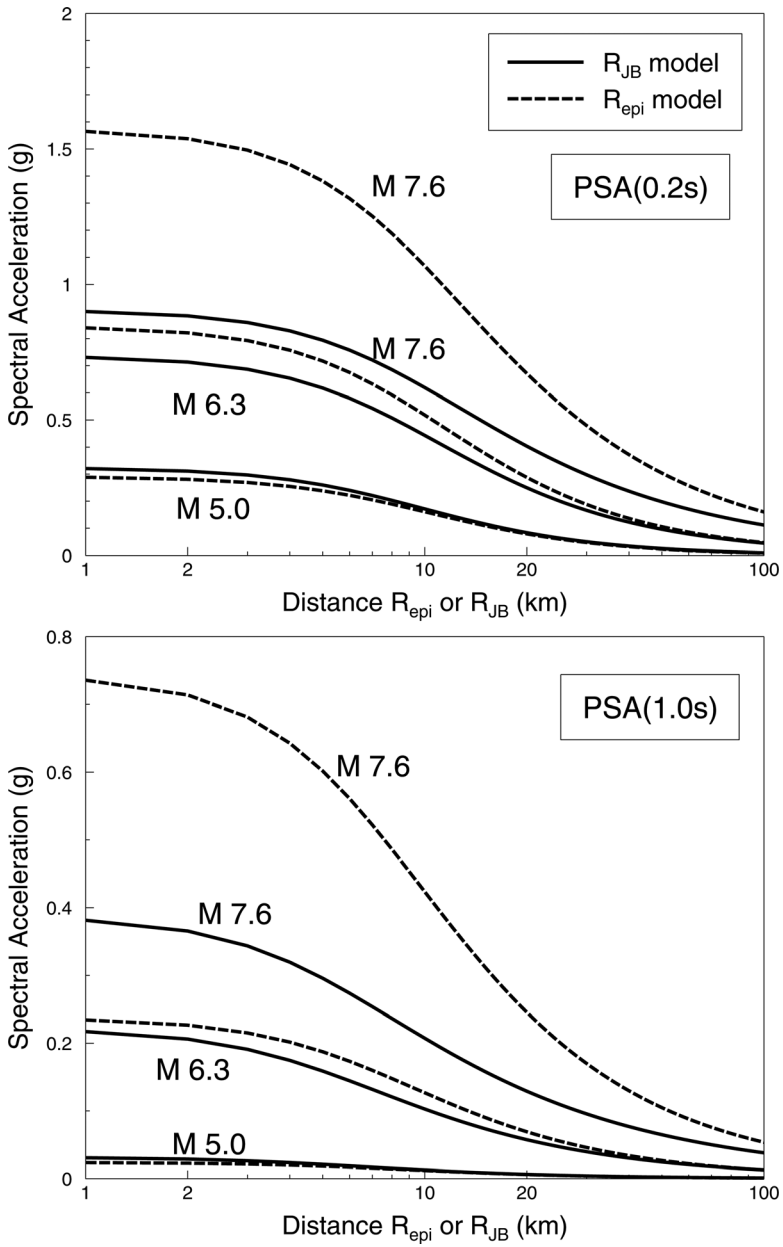 2
R_JB model
R_epi model
1.5
M 7.6
PSA(0.2s)
Spectral Acceleration (g)
1
M 7.6
0.5
M 6.3
M 5.0
0
1 2 10 20 100
Distance R_epi or R_JB (km)
0.8
PSA(1.0s)
M 7.6
0.6
Spectral Acceleration (g)
0.4
M 7.6
0.2
M 6.3
M 5.0
0
1 2 10 20 100
Distance R_epi or R_JB (km)